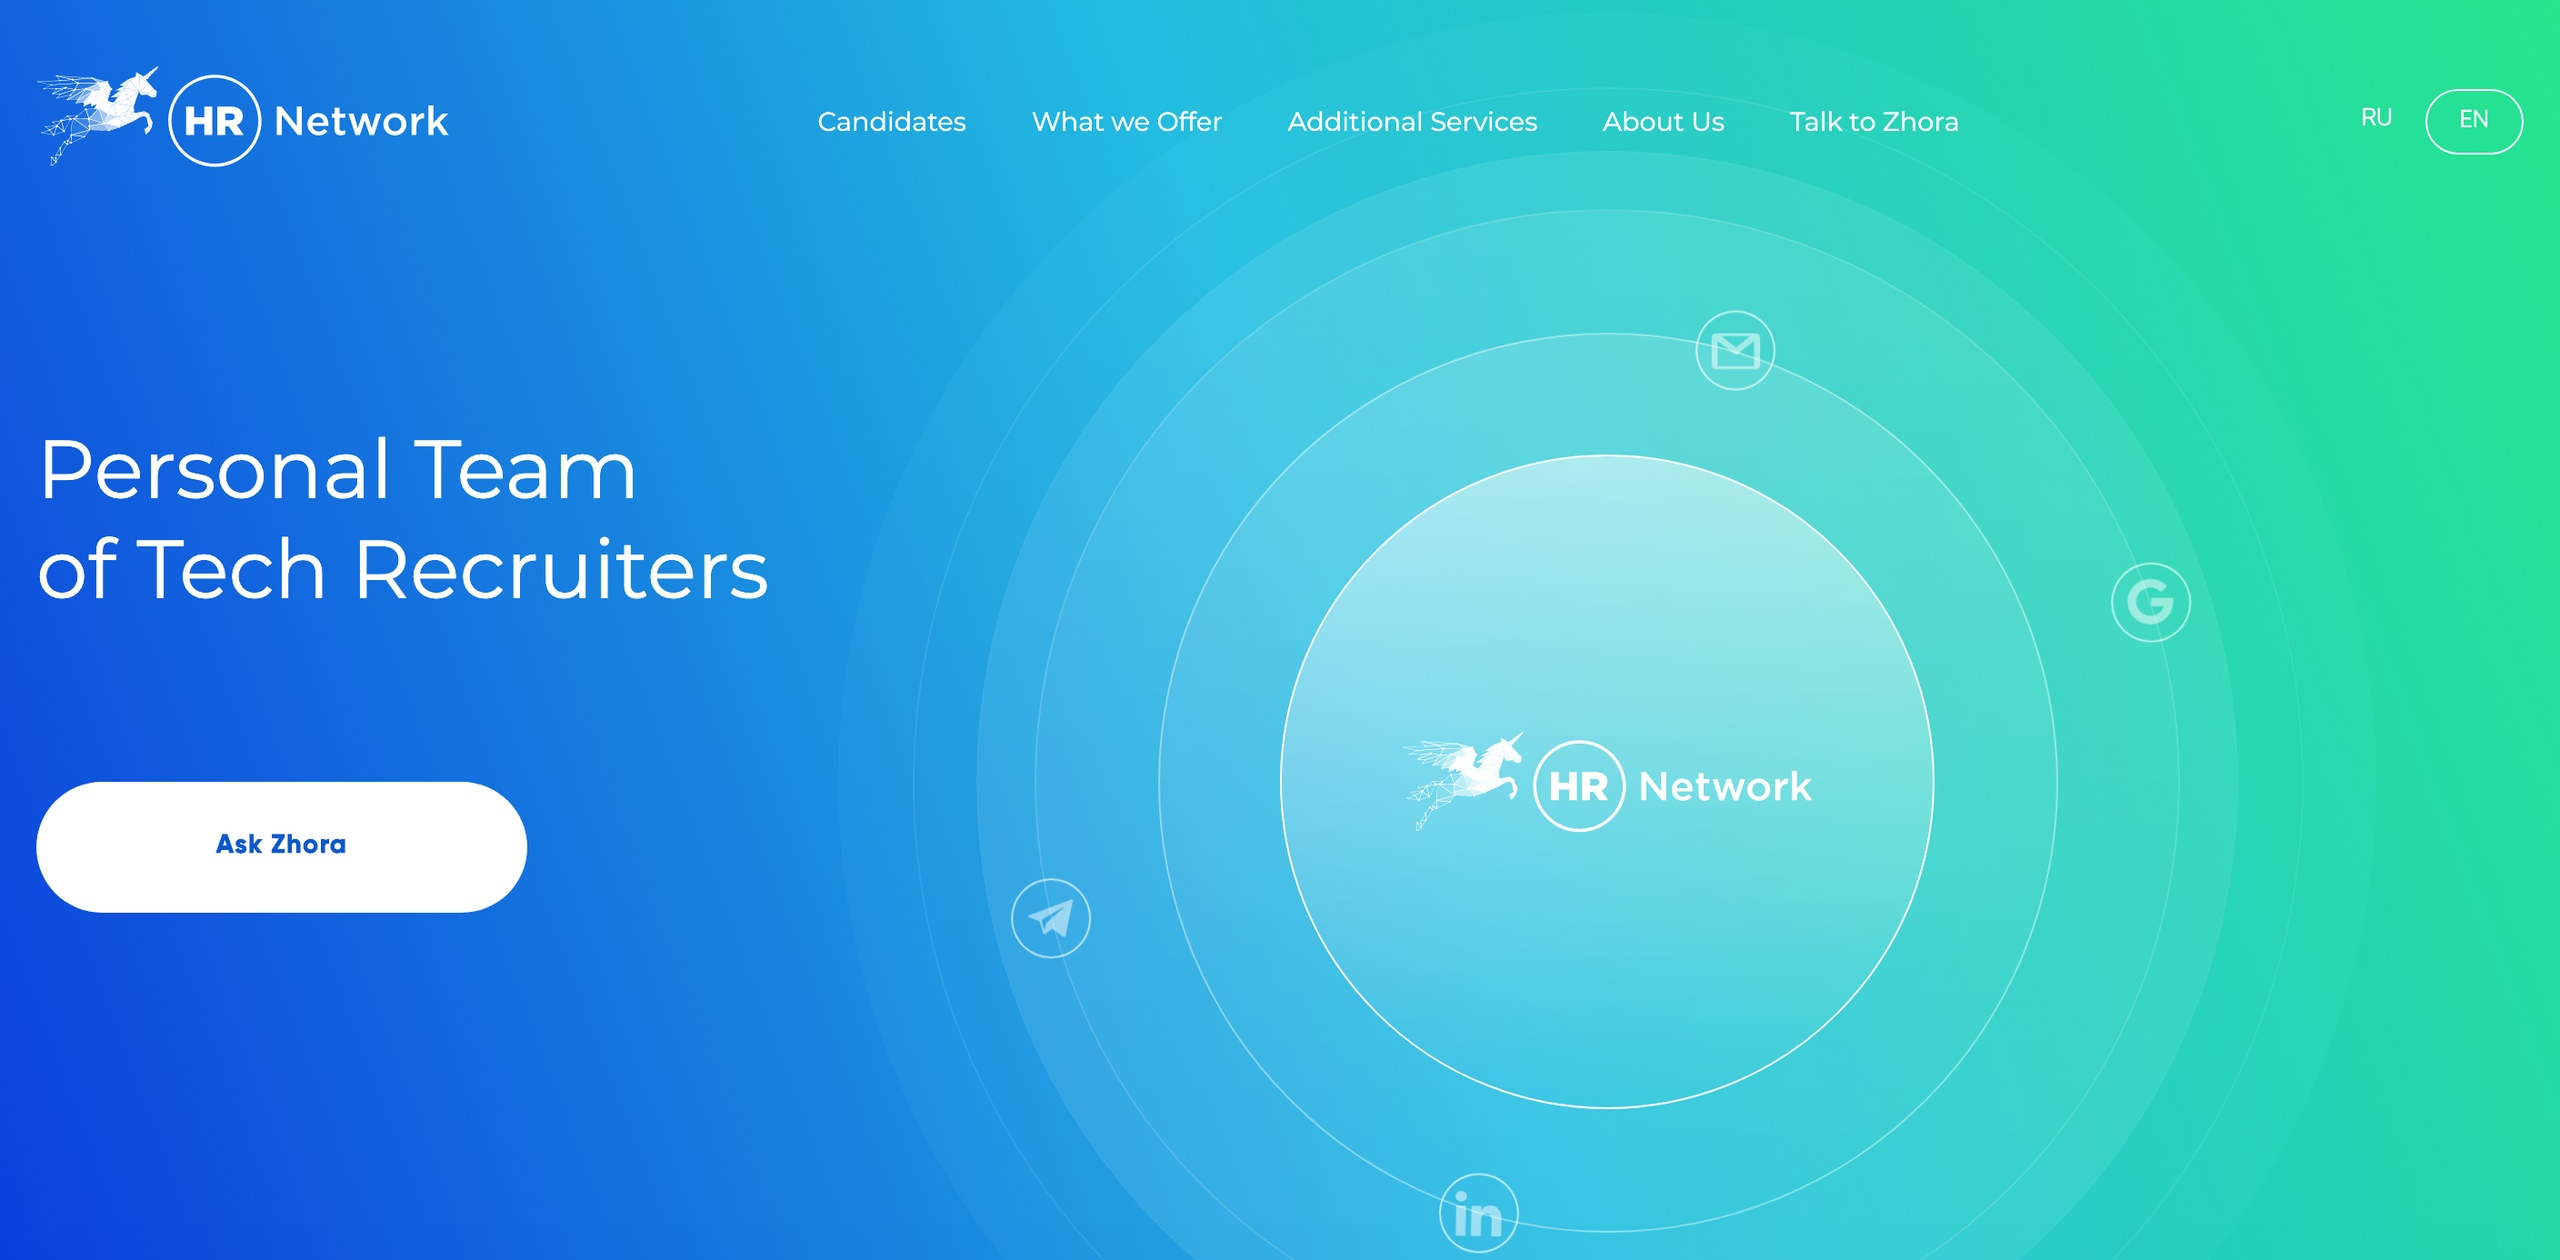 HR Network
Candidates
What we Offer
Additional Services
About Us
Talk to Zhora
RU
EN
Personal Team
of Tech Recruiters
Ask Zhora
G
HR Network
in